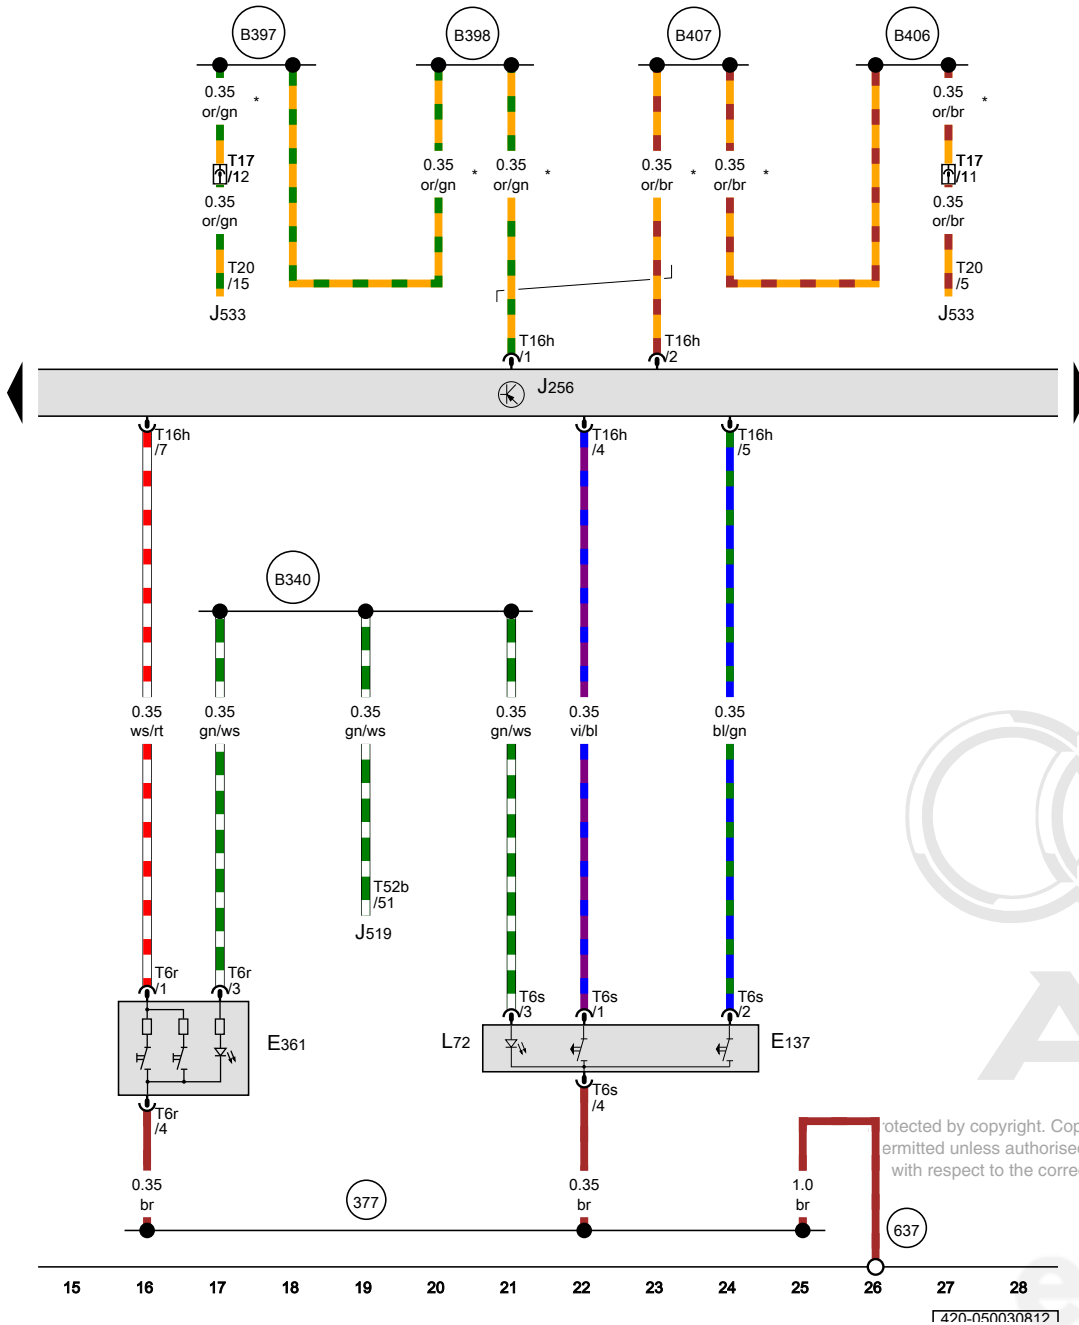 B397
B398
B407
B406
0.35 *
or/gn
0.35 *
or/gn
0.35 *
or/gn
0.35 *
or/br
0.35 *
or/br
0.35 *
or/br
T17
/12
T17
/11
0.35
or/gn
0.35
or/br
T20
/15
T20
/5
J533
J533
T16h
/1
T16h
/2
J256
T16h
/7
T16h
/4
T16h
/5
B340
0.35
ws/rt
0.35
gn/ws
0.35
gn/ws
0.35
gn/ws
0.35
vi/bl
0.35
bl/gn
T52b
/51
J519
T6r
/1
T6r
/3
T6s
/3
T6s
/1
T6s
/2
E361
L72
E137
T6r
/4
T6s
/4
otected by copyright. Cop
ermitted unless authorise
with respect to the corre
0.35
br
377
0.35
br
1.0
br
637
15 16 17 18 19 20 21 22 23 24 25 26 27 28
420-050030812